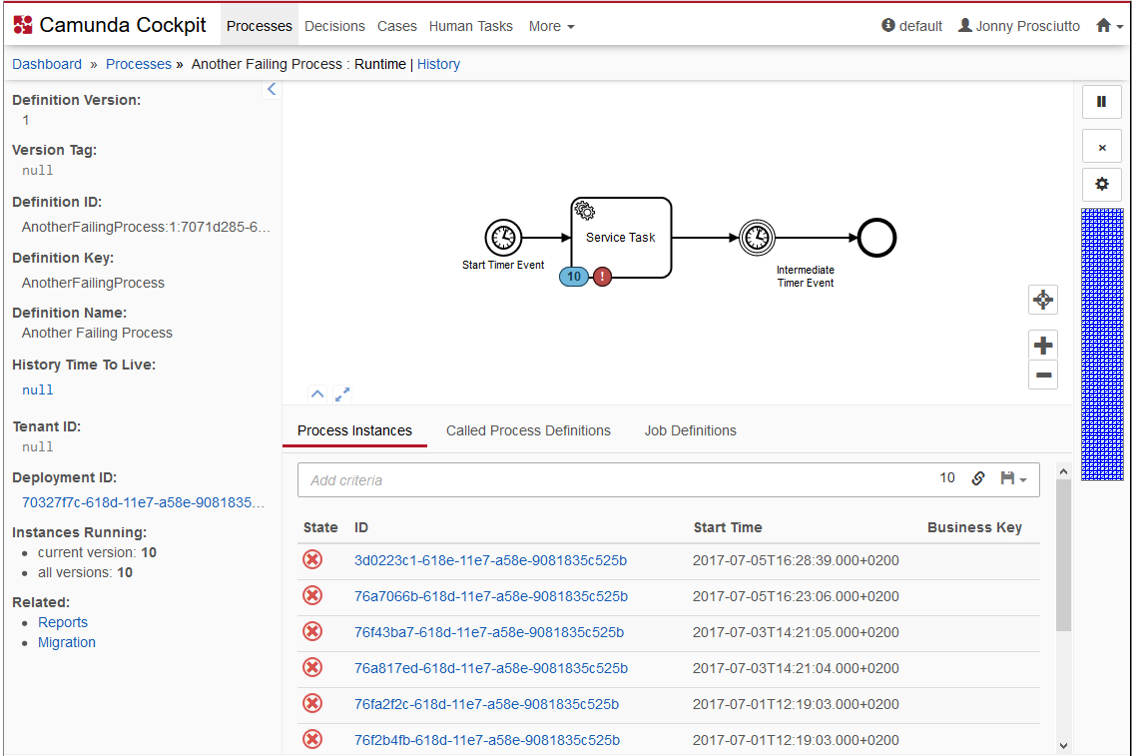 Camunda Cockpit Processes Decisions Cases Human Tasks More default Jonny Prosciutto
Dashboard » Processes » Another Failing Process : Runtime | History
Definition Version:
1
Version Tag:
null
Definition ID:
AnotherFailingProcess:1:7071d285-6...
Definition Key:
AnotherFailingProcess
Definition Name:
Another Failing Process
History Time To Live:
null
Tenant ID:
null
Deployment ID:
70327f7c-618d-11e7-a58e-9081835...
Instances Running:
current version: 10
all versions: 10
Related:
Reports
Migration
Service Task
Start Timer Event
10 !
Intermediate
Timer Event
Process Instances Called Process Definitions Job Definitions
Add criteria 10
State ID Start Time Business Key
3d0223c1-618e-11e7-a58e-9081835c525b 2017-07-05T16:28:39.000+0200
76a7066b-618d-11e7-a58e-9081835c525b 2017-07-05T16:23:06.000+0200
76f43ba7-618d-11e7-a58e-9081835c525b 2017-07-03T14:21:05.000+0200
76a817ed-618d-11e7-a58e-9081835c525b 2017-07-03T14:21:04.000+0200
76fa2f2c-618d-11e7-a58e-9081835c525b 2017-07-01T12:19:03.000+0200
76f2b4fb-618d-11e7-a58e-9081835c525b 2017-07-01T12:19:03.000+0200